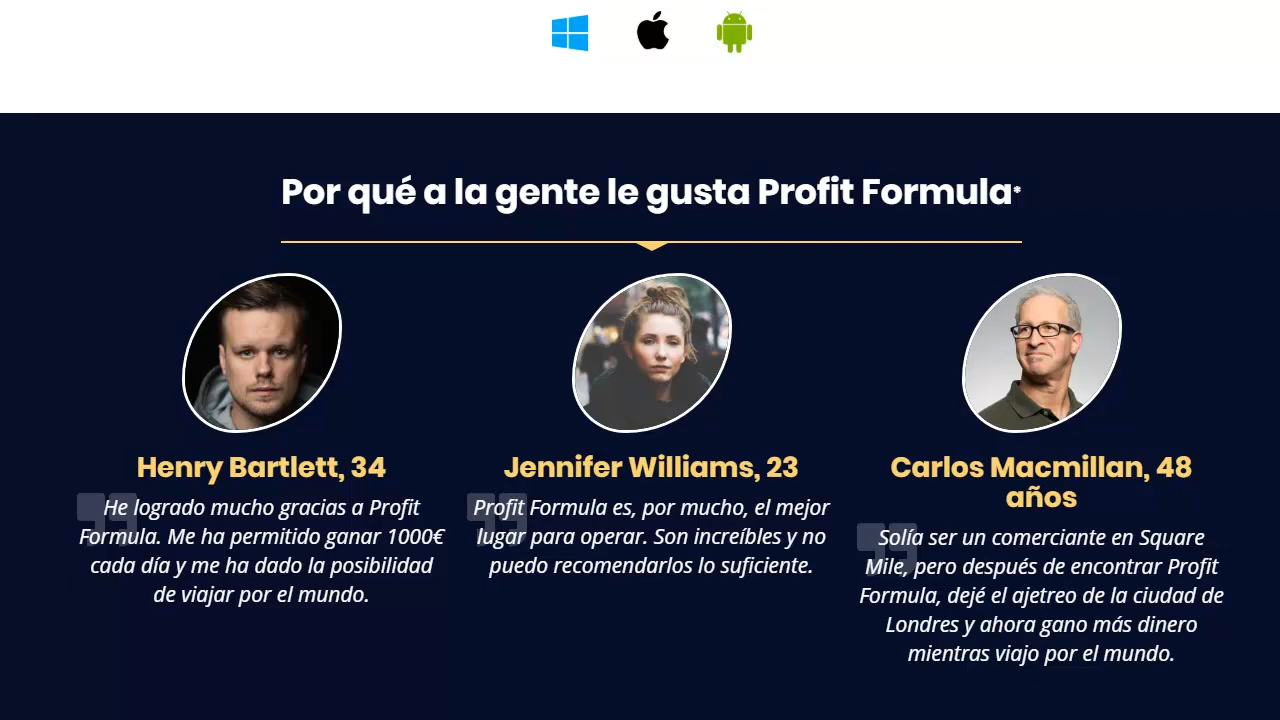 Por qué a la gente le gusta Profit Formula*
Henry Bartlett, 34
He logrado mucho gracias a Profit
Formula. Me ha permitido ganar 1000€
cada día y me ha dado la posibilidad
de viajar por el mundo.
Jennifer Williams, 23
Profit Formula es, por mucho, el mejor
lugar para operar. Son increíbles y no
puedo recomendarlos lo suficiente.
Carlos Macmillan, 48
años
Solía ser un comerciante en Square
Mile, pero después de encontrar Profit
Formula, dejé el ajetreo de la ciudad de
Londres y ahora gano más dinero
mientras viajo por el mundo.